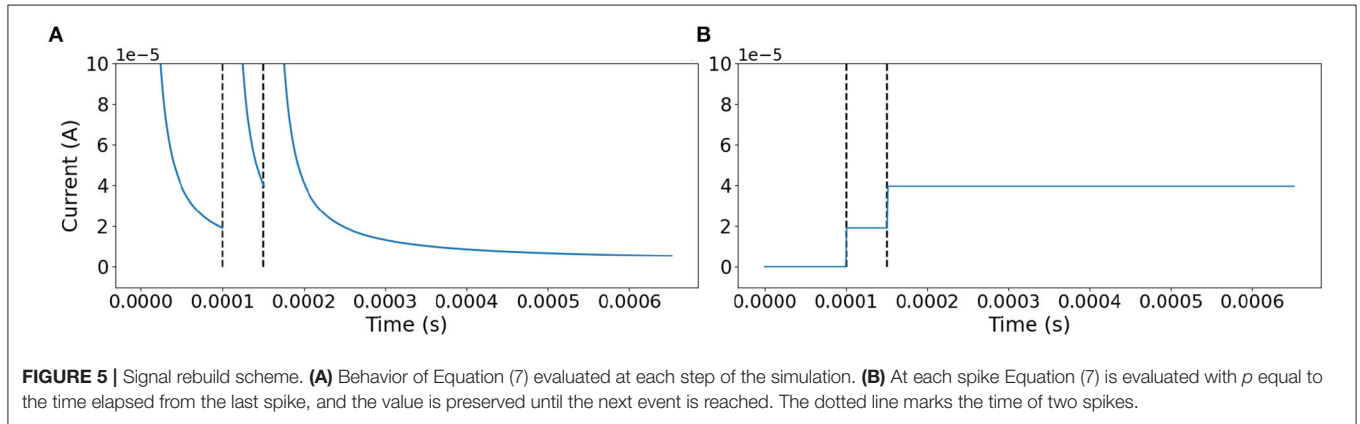 A
B
1e−5
1e−5
10
8
6
4
2
0
Current (A)
0.0000 0.0001 0.0002 0.0003 0.0004 0.0005 0.0006
Time (s)
10
8
6
4
2
0
0.0000 0.0001 0.0002 0.0003 0.0004 0.0005 0.0006
Time (s)
FIGURE 5 | Signal rebuild scheme. (A) Behavior of Equation (7) evaluated at each step of the simulation. (B) At each spike Equation (7) is evaluated with p equal to
the time elapsed from the last spike, and the value is preserved until the next event is reached. The dotted line marks the time of two spikes.